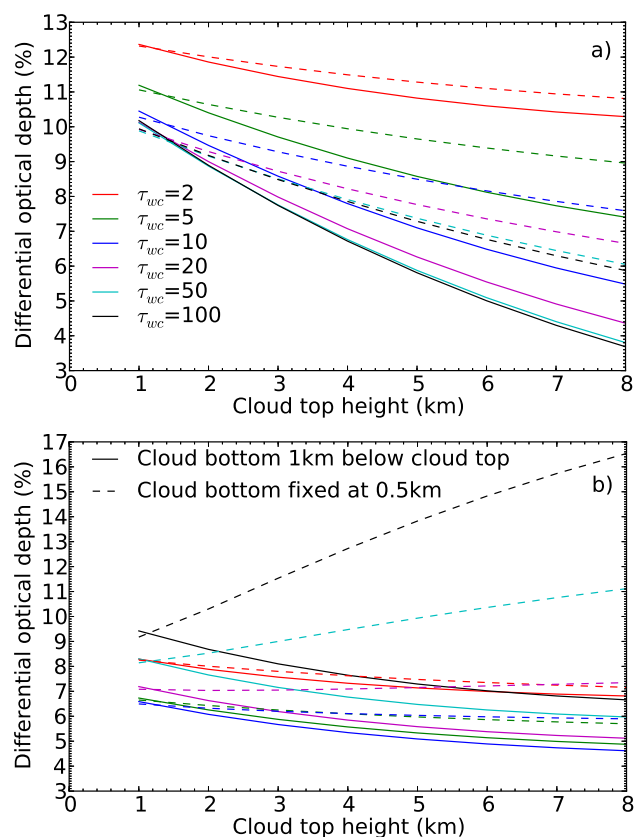 13
12
11
10
9
8
7
6
5
4
3
Differential optical depth (%)
a)
τwc=2
τwc=5
τwc=10
τwc=20
τwc=50
τwc=100
0 1 2 3 4 5 6 7 8
Cloud top height (km)
17
16
15
14
13
12
11
10
9
8
7
6
5
4
3
Differential optical depth (%)
Cloud bottom 1km below cloud top
Cloud bottom fixed at 0.5km
b)
0 1 2 3 4 5 6 7 8
Cloud top height (km)